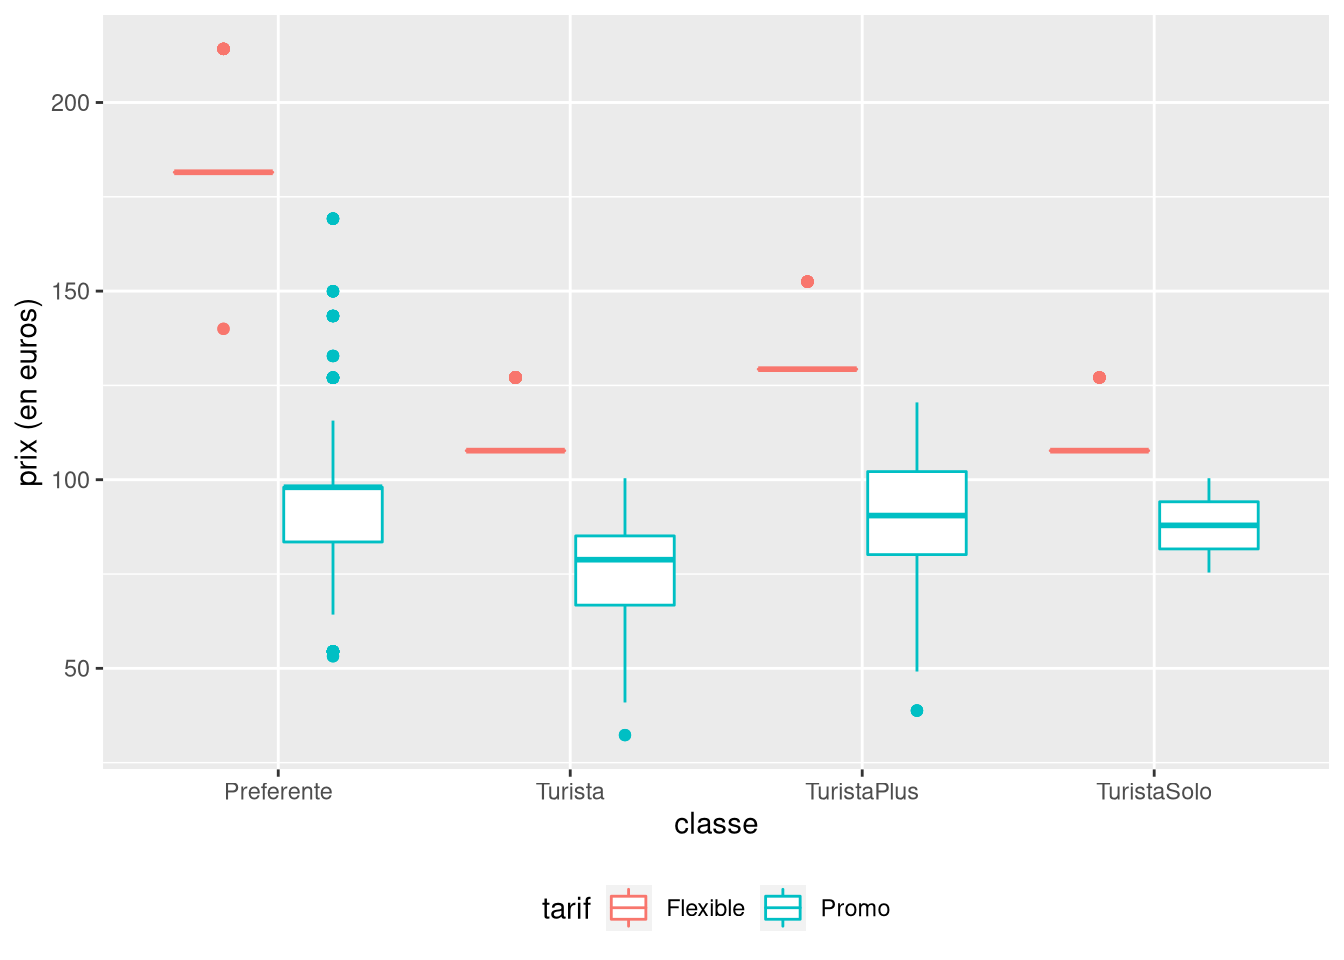 prix (en euros)
200
150
100
50
Preferente Turista TuristaPlus TuristaSolo
classe
tarif Flexible Promo